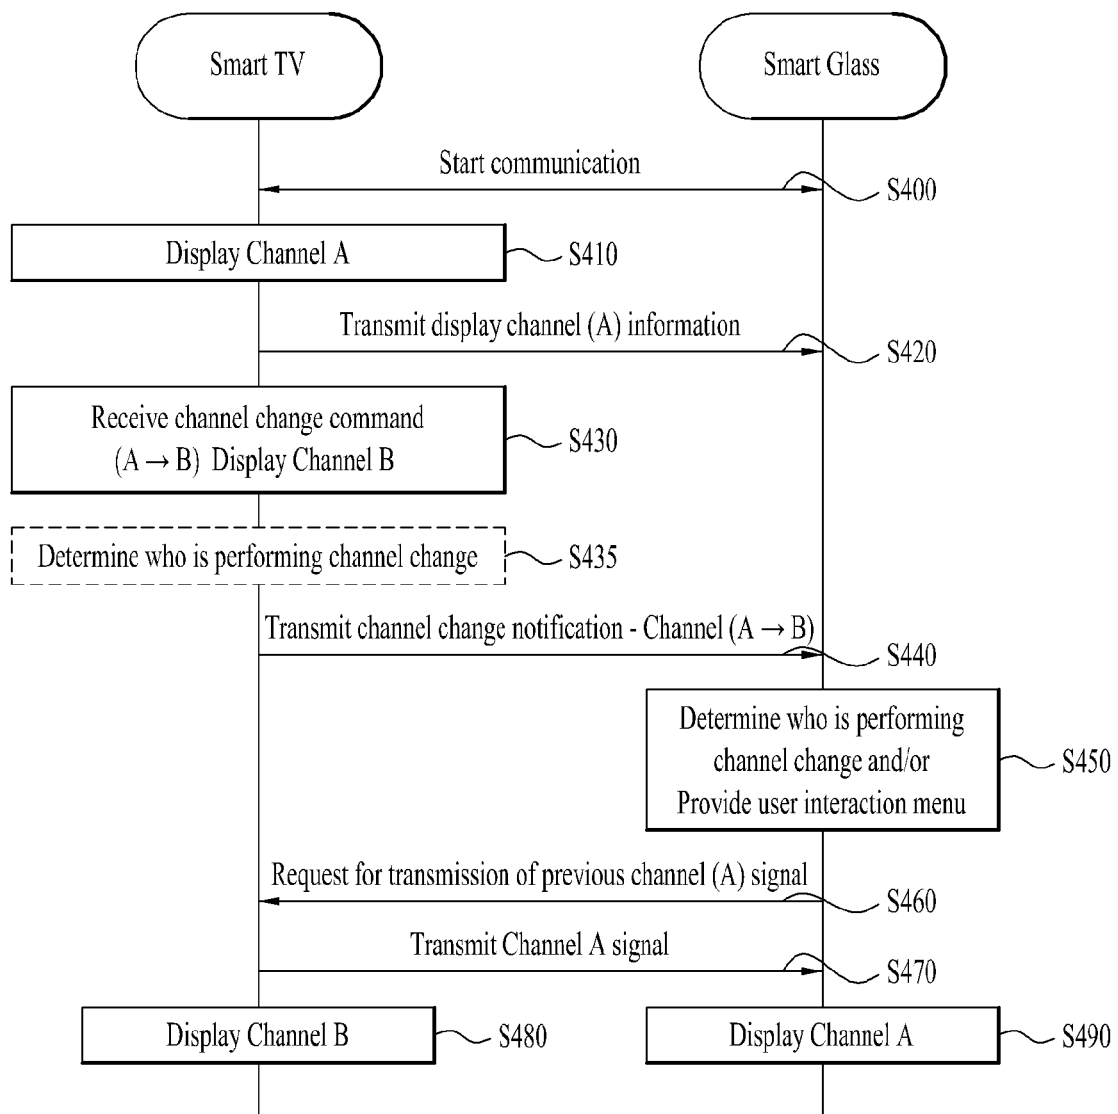 Smart TV
Smart Glass
Start communication
S400
Display Channel A
S410
Transmit display channel (A) information
S420
Receive channel change command
(A → B) Display Channel B
S430
Determine who is performing channel change
S435
Transmit channel change notification - Channel (A → B)
S440
Determine who is performing
channel change and/or
Provide user interaction menu
S450
Request for transmission of previous channel (A) signal
S460
Transmit Channel A signal
S470
Display Channel B
S480
Display Channel A
S490